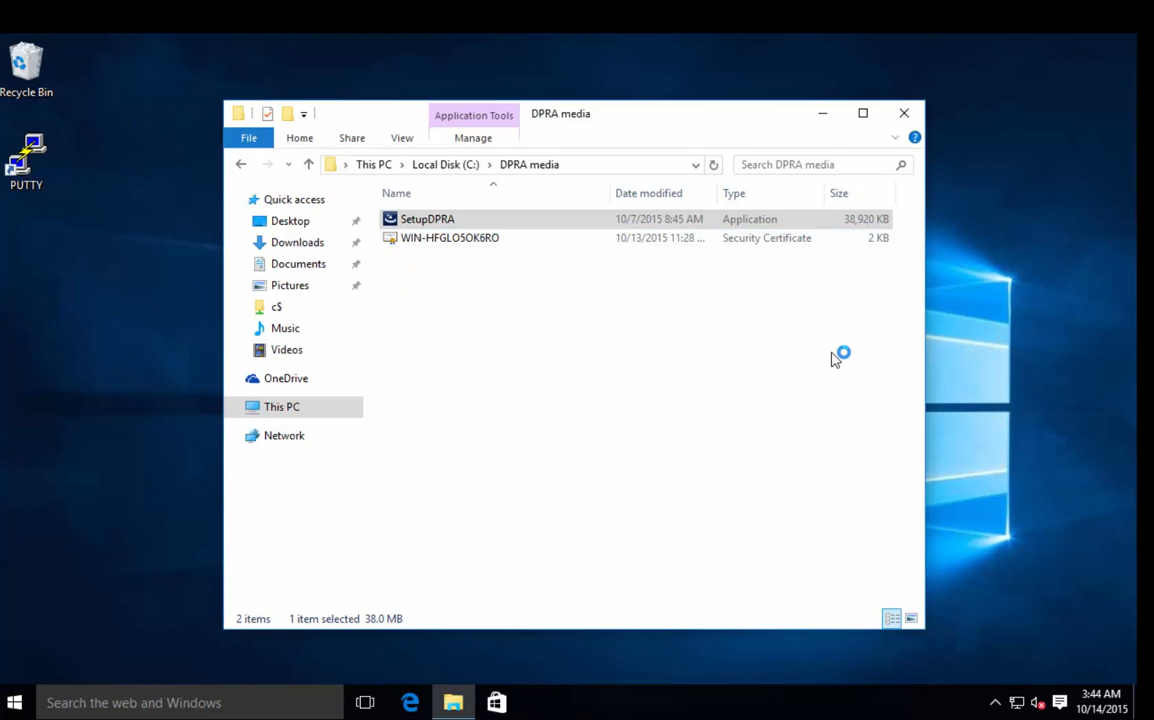 Recycle Bin
PUTTY
Application Tools
DPRA media
File
Home
Share
View
Manage
This PC
Local Disk (C:)
DPRA media
Search DPRA media
Name
Date modified
Type
Size
SetupDPRA
10/7/2015 8:45 AM
Application
38,920 KB
WIN-HFGLO5OK6RO
10/13/2015 11:28 ...
Security Certificate
2 KB
Quick access
Desktop
Downloads
Documents
Pictures
c$
Music
Videos
OneDrive
This PC
Network
2 items
1 item selected 38.0 MB
Search the web and Windows
3:44 AM
10/14/2015